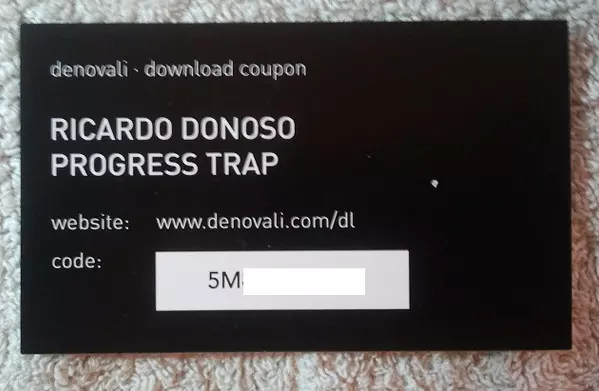 denovali · download coupon
RICARDO DONOSO
PROGRESS TRAP
website: www.denovali.com/dl
code:
5M